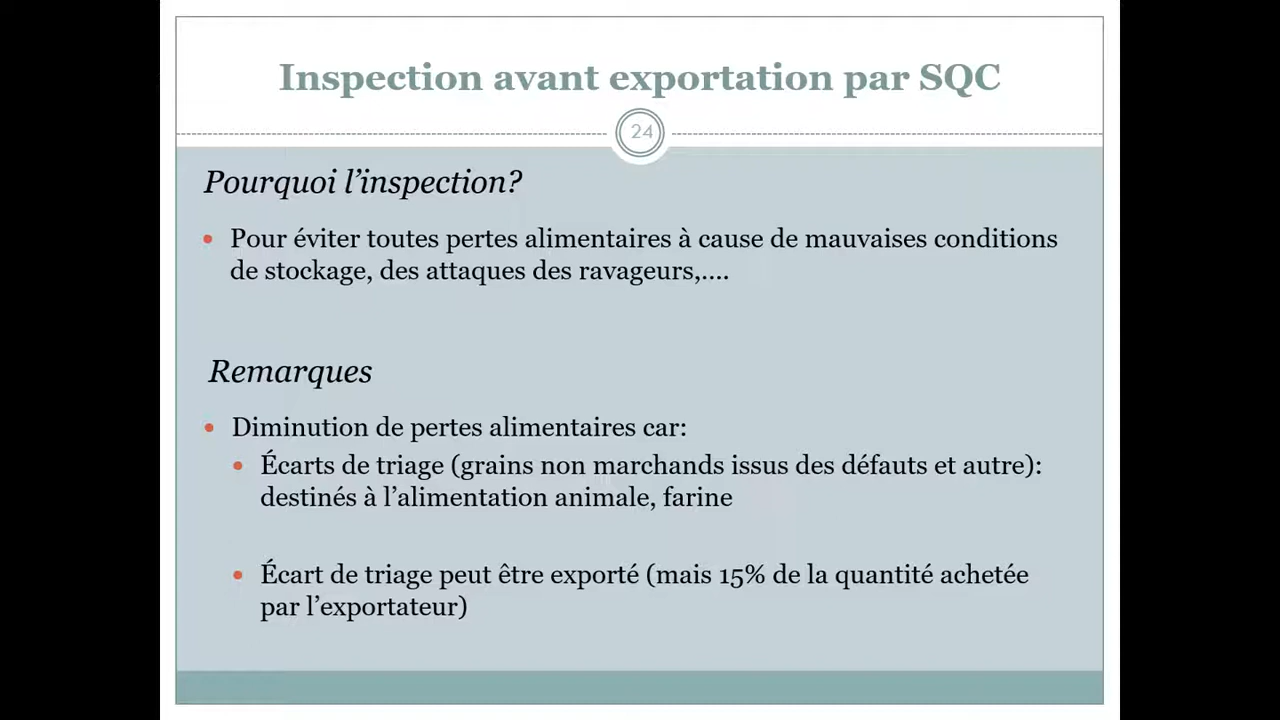 Inspection avant exportation par SQC
24
Pourquoi l’inspection?
• Pour éviter toutes pertes alimentaires à cause de mauvaises conditions
de stockage, des attaques des ravageurs,....
Remarques
• Diminution de pertes alimentaires car:
• Écarts de triage (grains non marchands issus des défauts et autre):
destinés à l’alimentation animale, farine
• Écart de triage peut être exporté (mais 15% de la quantité achetée
par l’exportateur)